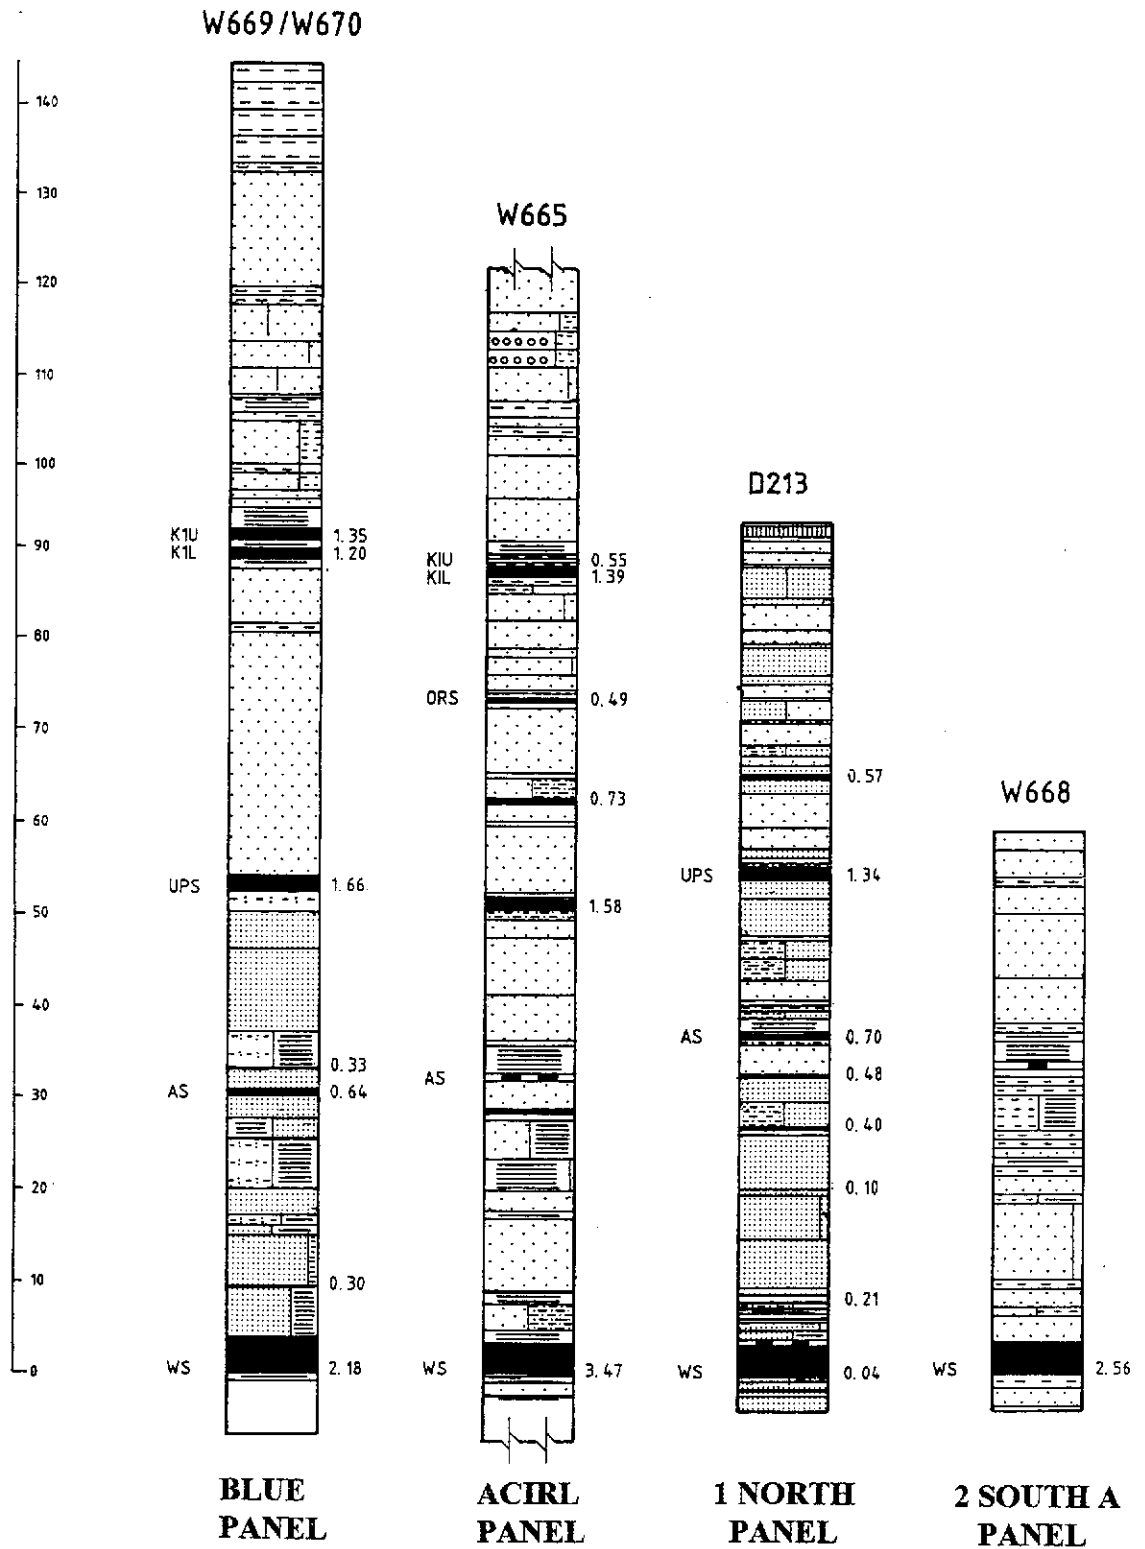 W669/W670
140
130
120
110
100
90
80
70
60
50
40
30
20
10
0
K1U 1.35
K1L 1.20
UPS 1.66
0.33
AS 0.64
0.30
WS 2.18
BLUE
PANEL
W665
KIU 0.55
KIL 1.39
ORS 0.49
0.73
1.58
AS
WS 3.47
ACIRL
PANEL
D213
0.57
UPS 1.34
AS 0.70
0.48
0.40
0.10
0.21
WS 0.04
1 NORTH
PANEL
W668
WS 2.56
2 SOUTH A
PANEL